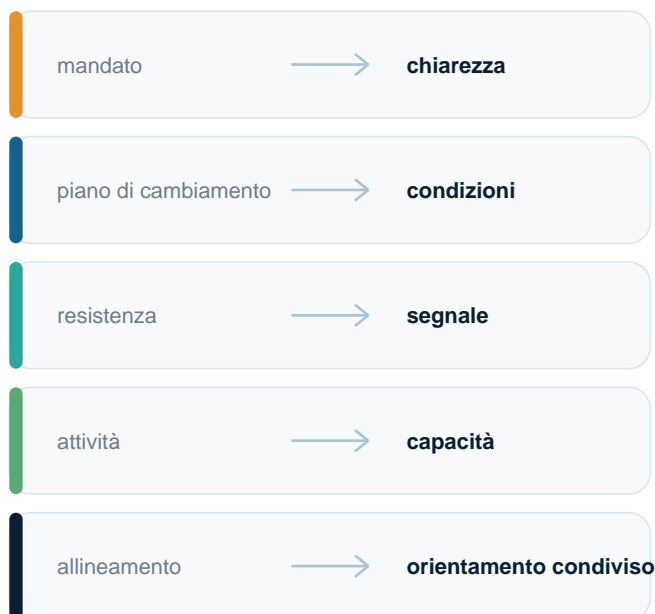 mandato chiarezza
piano di cambiamento condizioni
resistenza segnale
attività capacità
allineamento orientamento condiviso